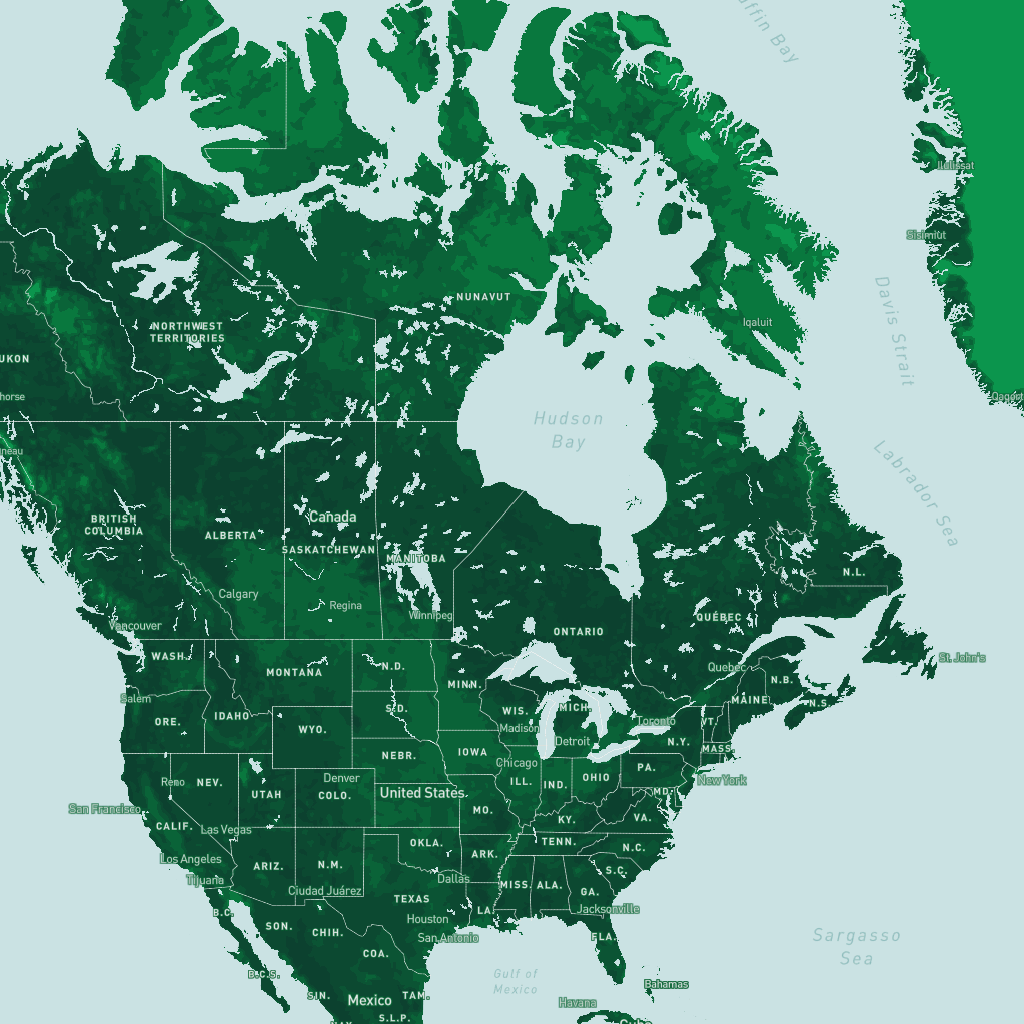 Baffin Bay
Ilulissat
Sisimiut
NUNAVUT
Davis Strait
NORTHWEST
TERRITORIES
Iqaluit
UKON
horse
Qaqort
Hudson
Bay
neau
Labrador Sea
BRITISH
COLUMBIA
Canada
ALBERTA
SASKATCHEWAN
MANITOBA
N.L.
Calgary
Regina
Winnipeg
Vancouver
ONTARIO
QUÉBEC
WASH.
St. John's
MONTANA
N.D.
Quebec
MINN.
N.B.
Salem
MAINE
N.S.
IDAHO
S.D.
WIS.
MICH.
ORE.
WYO.
Madison
Toronto
VT.
Detroit
N.Y.
MASS.
NEBR.
IOWA
Chicago
PA.
Reno
NEV.
UTAH
Denver
COLO.
ILL.
IND.
OHIO
New York
United States
MD.
San Francisco
MO.
KY.
VA.
CALIF.
Las Vegas
OKLA.
TENN.
N.C.
Los Angeles
ARIZ.
N.M.
ARK.
S.C.
Tijuana
Ciudad Juárez
Dallas
MISS.
ALA.
GA.
TEXAS
B.C.
LA.
Jacksonville
Houston
SON.
CHIH.
San Antonio
FLA.
Sargasso
Sea
COA.
B.C.S.
Gulf of
Mexico
Bahamas
SIN.
Mexico
TAM.
Havana
S.L.P.
NAY.
Cuba